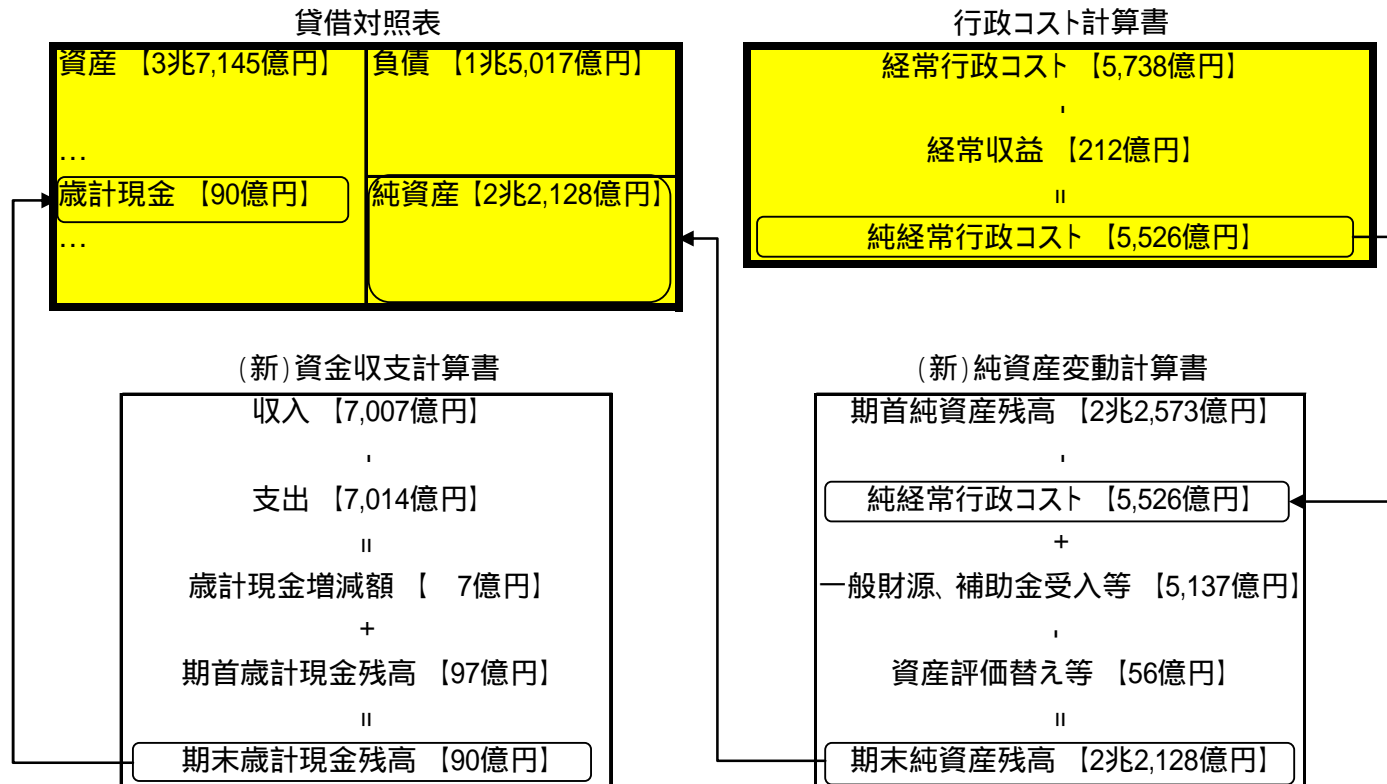 貸借対照表
資産 【3兆7,145億円】
負債 【1兆5,017億円】
…
歳計現金 【90億円】
純資産【2兆2,128億円】
…
行政コスト計算書
経常行政コスト 【5,738億円】
-
経常収益 【212億円】
=
純経常行政コスト 【5,526億円】
(新)資金収支計算書
収入 【7,007億円】
-
支出 【7,014億円】
=
歳計現金増減額 【　7億円】
+
期首歳計現金残高 【97億円】
=
期末歳計現金残高 【90億円】
(新)純資産変動計算書
期首純資産残高 【2兆2,573億円】
-
純経常行政コスト 【5,526億円】
+
一般財源、補助金受入等 【5,137億円】
-
資産評価替え等 【56億円】
=
期末純資産残高 【2兆2,128億円】